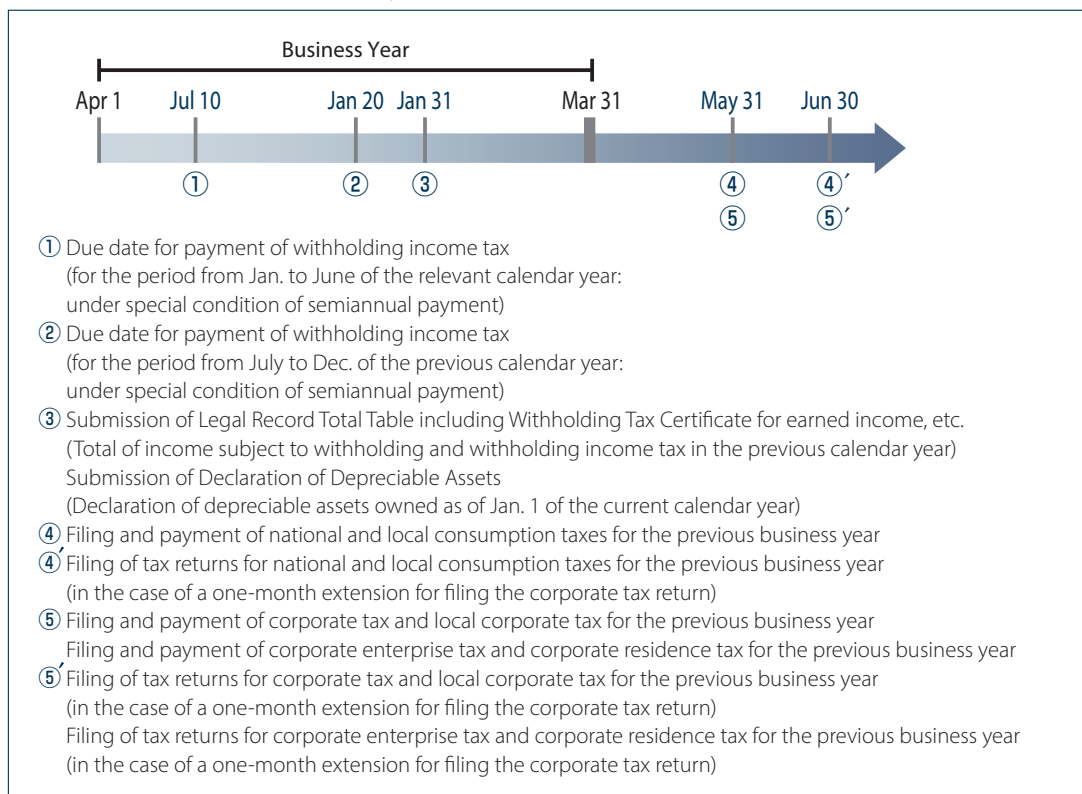 Business Year
Apr 1 Jul 10 Jan 20 Jan 31 Mar 31 May 31 Jun 30
① ② ③ ④ ④′
⑤ ⑤′
① Due date for payment of withholding income tax
(for the period from Jan. to June of the relevant calendar year:
under special condition of semiannual payment)
② Due date for payment of withholding income tax
(for the period from July to Dec. of the previous calendar year:
under special condition of semiannual payment)
③ Submission of Legal Record Total Table including Withholding Tax Certificate for earned income, etc.
(Total of income subject to withholding and withholding income tax in the previous calendar year)
Submission of Declaration of Depreciable Assets
(Declaration of depreciable assets owned as of Jan. 1 of the current calendar year)
④ Filing and payment of national and local consumption taxes for the previous business year
④′ Filing of tax returns for national and local consumption taxes for the previous business year
(in the case of a one-month extension for filing the corporate tax return)
⑤ Filing and payment of corporate tax and local corporate tax for the previous business year
Filing and payment of corporate enterprise tax and corporate residence tax for the previous business year
⑤′ Filing of tax returns for corporate tax and local corporate tax for the previous business year
(in the case of a one-month extension for filing the corporate tax return)
Filing of tax returns for corporate enterprise tax and corporate residence tax for the previous business year
(in the case of a one-month extension for filing the corporate tax return)